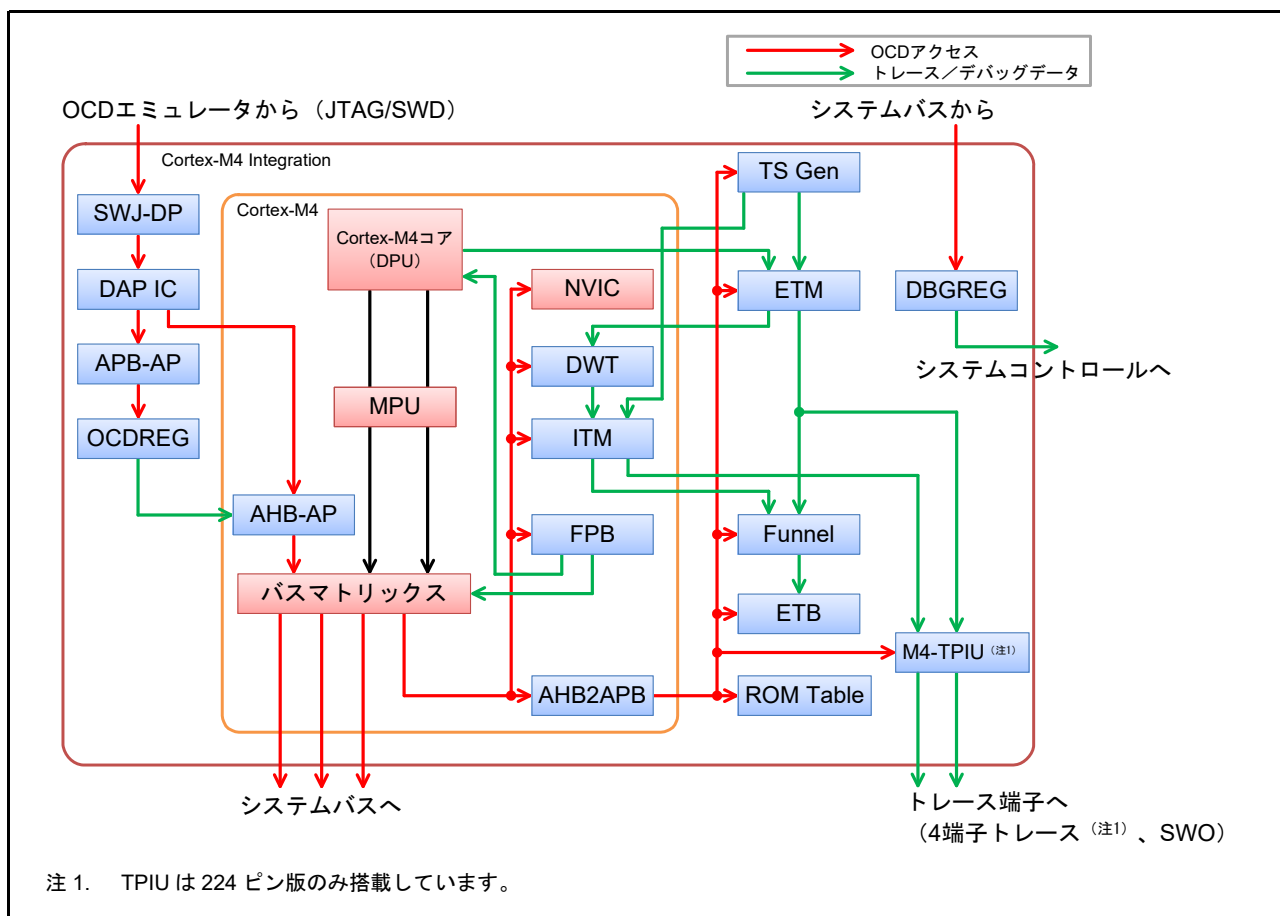 OCDアクセス
トレース/デバッグデータ
OCDエミュレータから(JTAG/SWD)
システムバスから
Cortex-M4 Integration
TS Gen
SWJ-DP
Cortex-M4
Cortex-M4コア
(DPU)
DAP IC
NVIC
ETM
DBGREG
APB-AP
DWT
システムコントロールへ
MPU
OCDREG
ITM
AHB-AP
FPB
Funnel
バスマトリックス
ETB
M4-TPIU (注1)
AHB2APB
ROM Table
システムバスへ
トレース端子へ
(4端子トレース (注1) 、SWO)
注 1. TPIU は 224 ピン版のみ搭載しています。